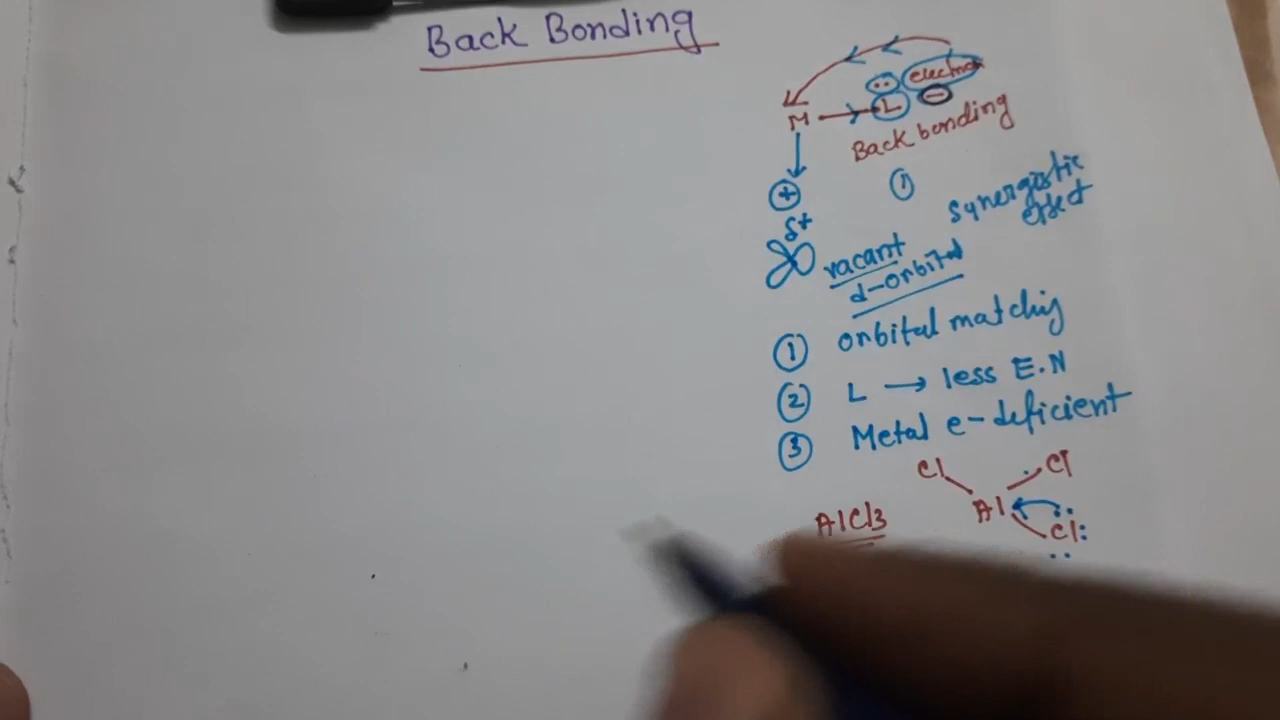 Back Bonding
electron
M → L
Back bonding
①
+
δ+
synergistic
effect
vacant
d-orbital
① orbital matchig
② L → less E.N
③ Metal e-deficient
Cl Cl
AlCl3 Al Cl